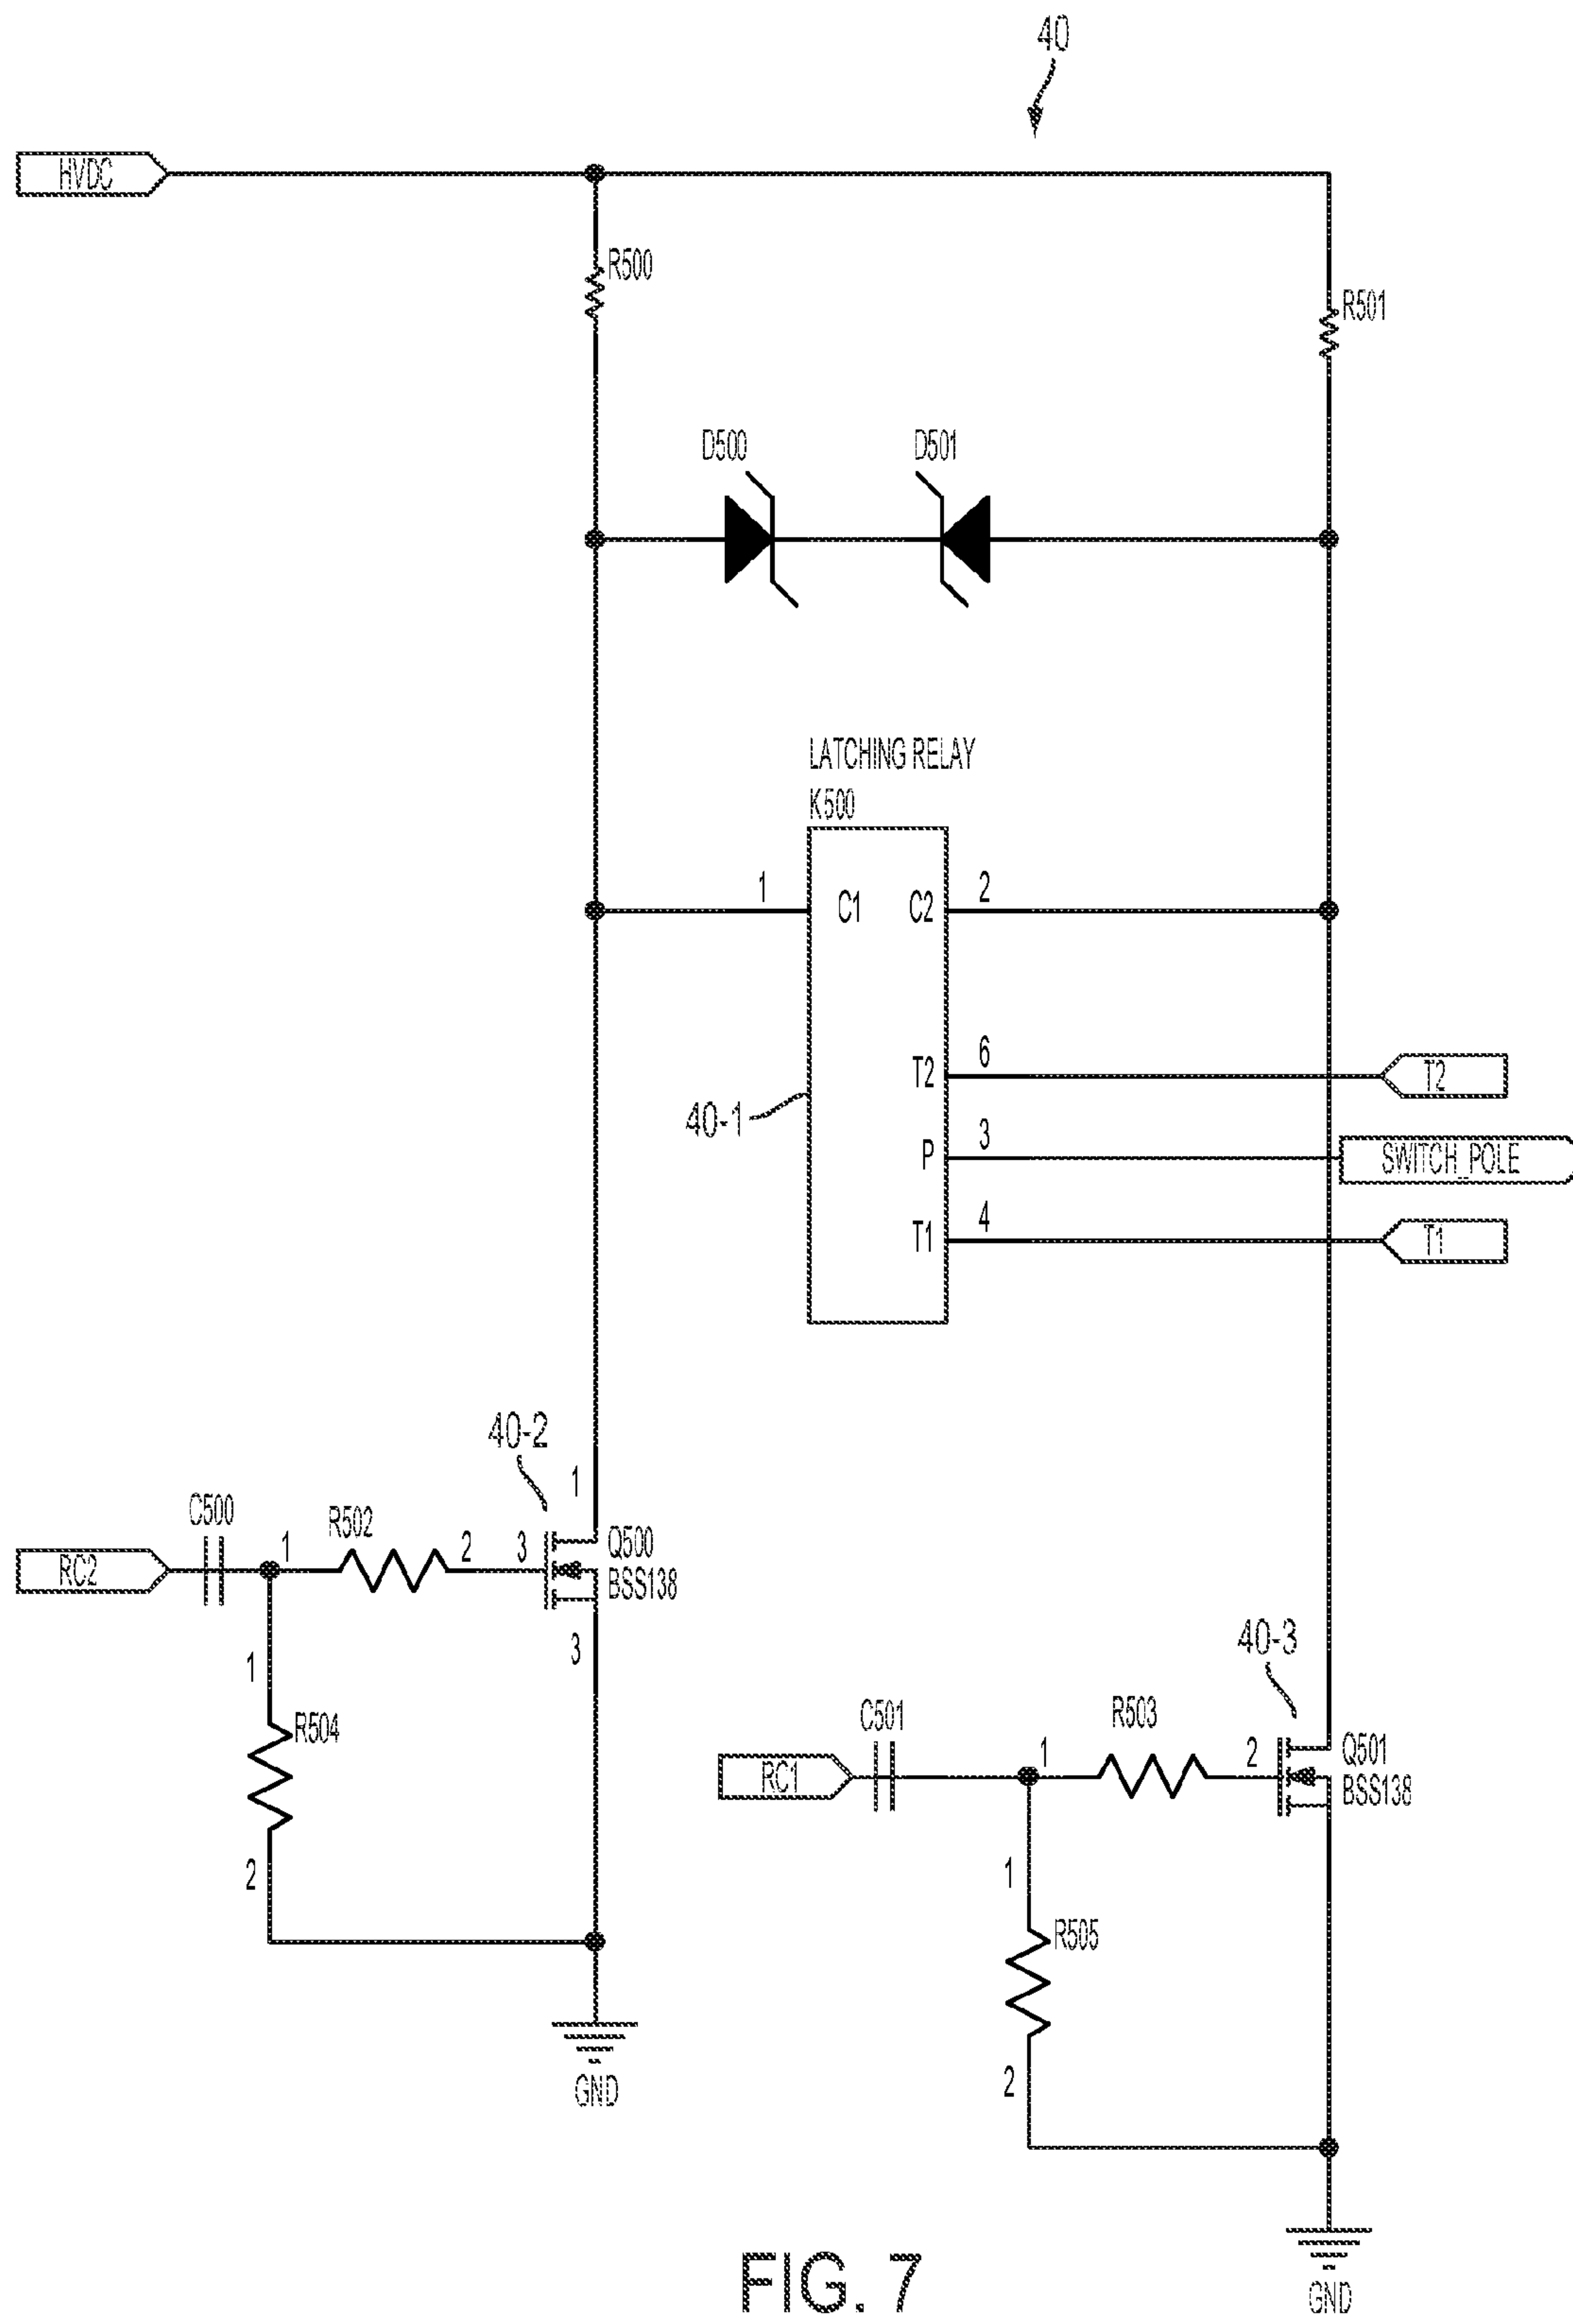 40
HVDC
R500
R501
D500
D501
LATCHING RELAY
K500
1
C1
C2
2
T2
6
T2
40-1
P
3
SWITCH_POLE
T1
4
T1
40-2
1
C500
R502
Q500
RC2
1
2
3
BSS138
3
1
R504
2
GND
40-3
C501
R503
Q501
RC1
1
2
BSS138
1
R505
2
GND
FIG. 7